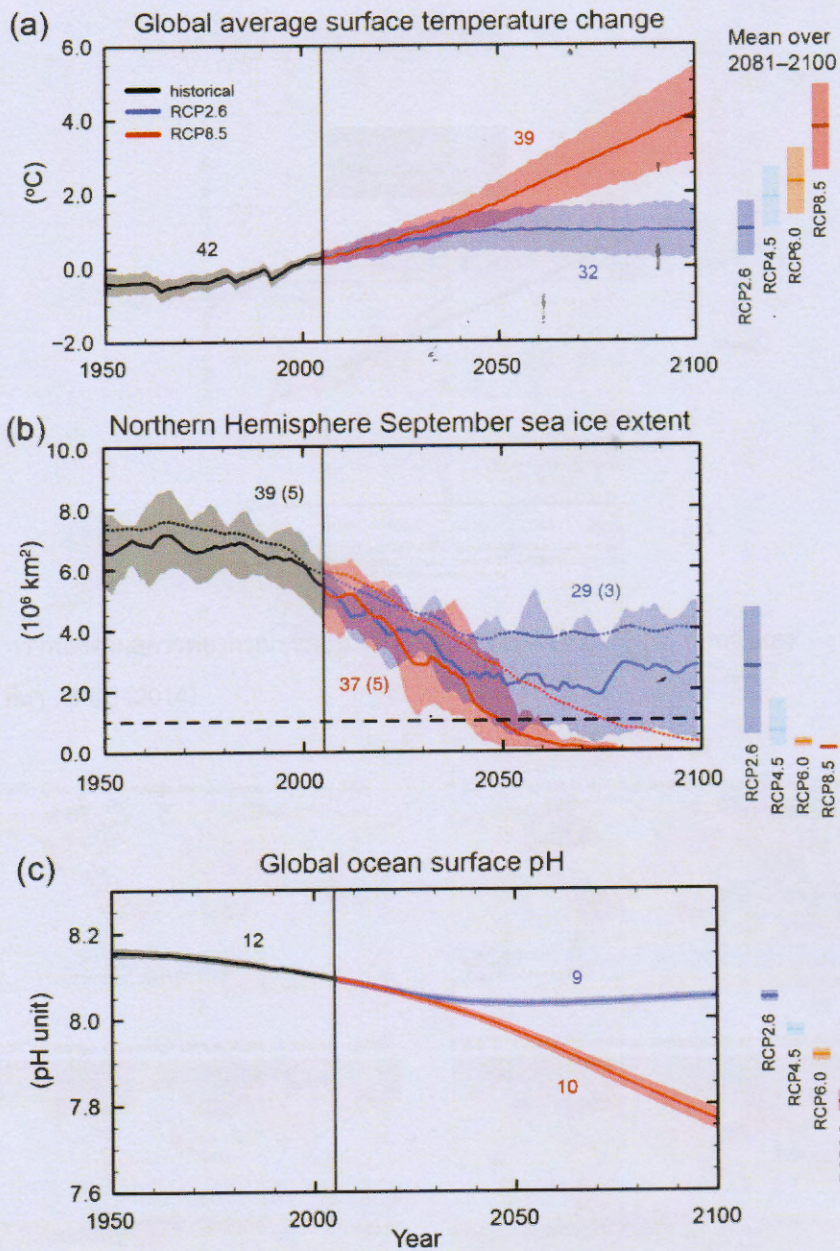 (a) Global average surface temperature change
Mean over
2081–2100
6.0
4.0
2.0
0.0
−2.0
(°C)
historical
RCP2.6
RCP8.5
42
39
32
1950 2000 2050 2100
RCP2.6
RCP4.5
RCP6.0
RCP8.5
(b) Northern Hemisphere September sea ice extent
10.0
8.0
6.0
4.0
2.0
0.0
(10⁶ km²)
39 (5)
29 (3)
37 (5)
1950 2000 2050 2100
RCP2.6
RCP4.5
RCP6.0
RCP8.5
(c) Global ocean surface pH
8.2
8.0
7.8
7.6
(pH unit)
12
9
10
1950 2000 2050 2100
Year
RCP2.6
RCP4.5
RCP6.0